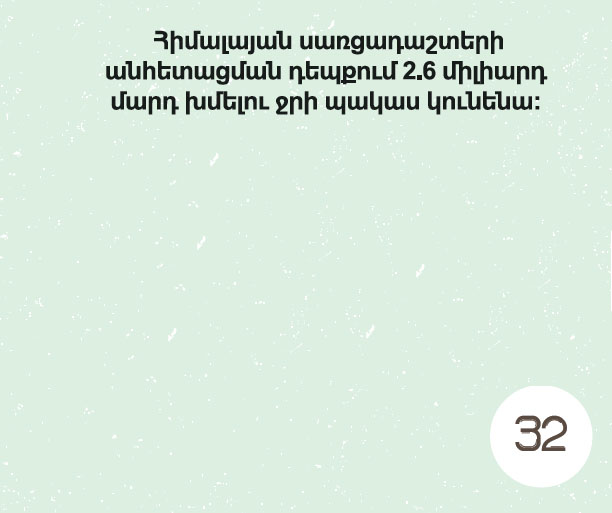 Հիմալայան սառցադաշտերի
անհետացման դեպքում 2.6 միլիարդ
մարդ խմելու ջրի պակաս կունենա:
32